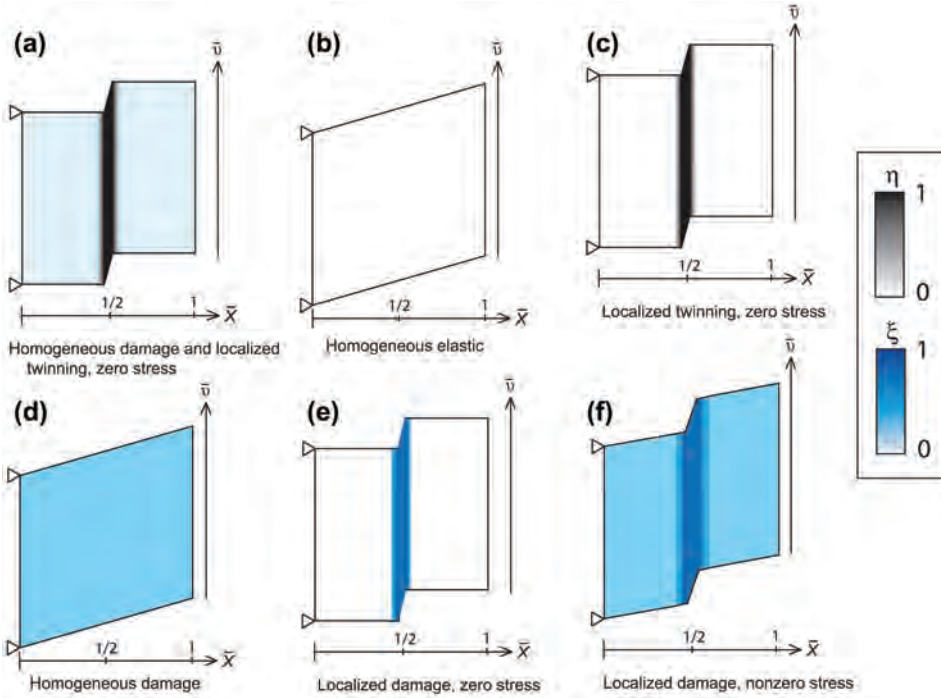 (a)
ῡ
1/2
1
X̄
Homogeneous damage and localized
twinning, zero stress
(b)
ῡ
1/2
1
X̄
Homogeneous elastic
(c)
ῡ
1/2
1
X̄
Localized twinning, zero stress
η
1
0
ξ
1
0
(d)
ῡ
1/2
1
X̄
Homogeneous damage
(e)
ῡ
1/2
1
X̄
Localized damage, zero stress
(f)
ῡ
1/2
1
X̄
Localized damage, nonzero stress